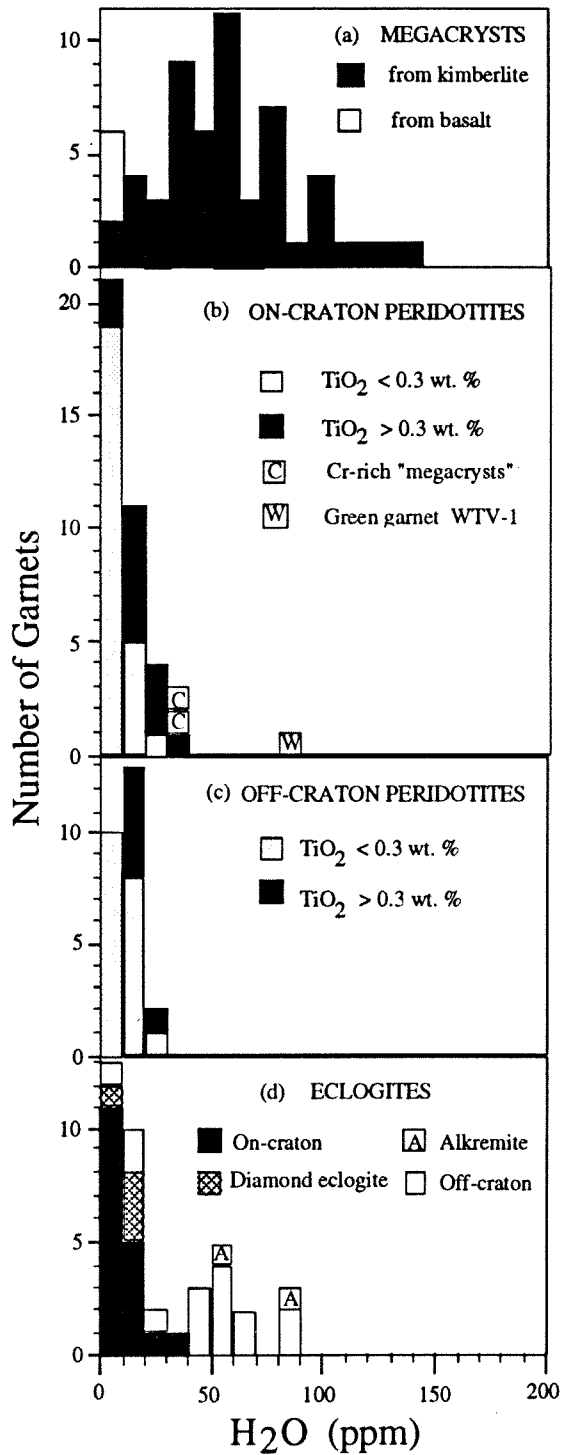 (a) MEGACRYSTS
from kimberlite
from basalt
10
5
0
(b) ON-CRATON PERIDOTITES
TiO2 < 0.3 wt. %
TiO2 > 0.3 wt. %
C Cr-rich "megacrysts"
W Green garnet WTV-1
20
15
10
5
0
C
C
W
Number of Garnets
(c) OFF-CRATON PERIDOTITES
TiO2 < 0.3 wt. %
TiO2 > 0.3 wt. %
10
5
0
(d) ECLOGITES
On-craton
A Alkremite
Diamond eclogite
Off-craton
10
5
0
A
A
0 50 100 150 200
H2O (ppm)